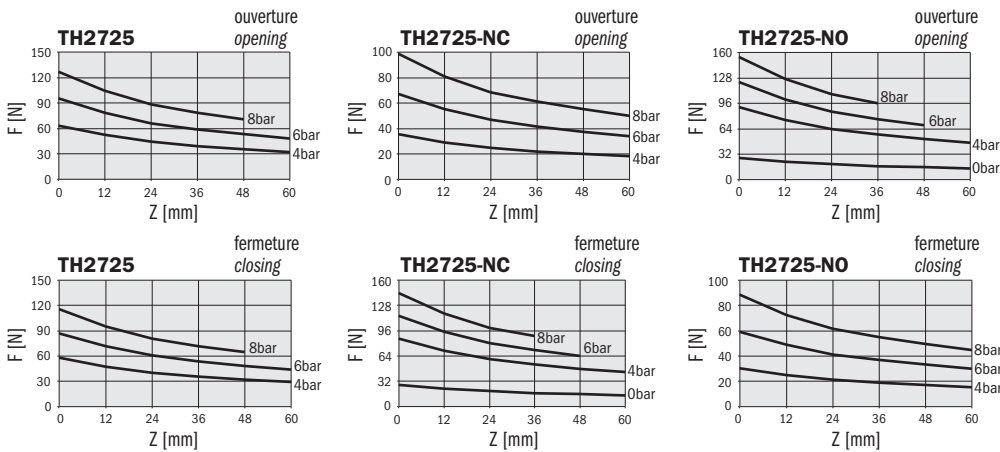 ouverture
TH2725 opening
150
120
90
60
30
0
F [N]
8bar
6bar
4bar
0 12 24 36 48 60
Z [mm]
ouverture
TH2725-NC opening
100
80
60
40
20
0
F [N]
8bar
6bar
4bar
0 12 24 36 48 60
Z [mm]
ouverture
TH2725-NO opening
160
128
96
64
32
0
F [N]
8bar
6bar
4bar
0bar
0 12 24 36 48 60
Z [mm]
fermeture
TH2725 closing
150
120
90
60
30
0
F [N]
8bar
6bar
4bar
0 12 24 36 48 60
Z [mm]
fermeture
TH2725-NC closing
160
128
96
64
32
0
F [N]
8bar
6bar
4bar
0bar
0 12 24 36 48 60
Z [mm]
fermeture
TH2725-NO closing
100
80
60
40
20
0
F [N]
8bar
6bar
4bar
0 12 24 36 48 60
Z [mm]